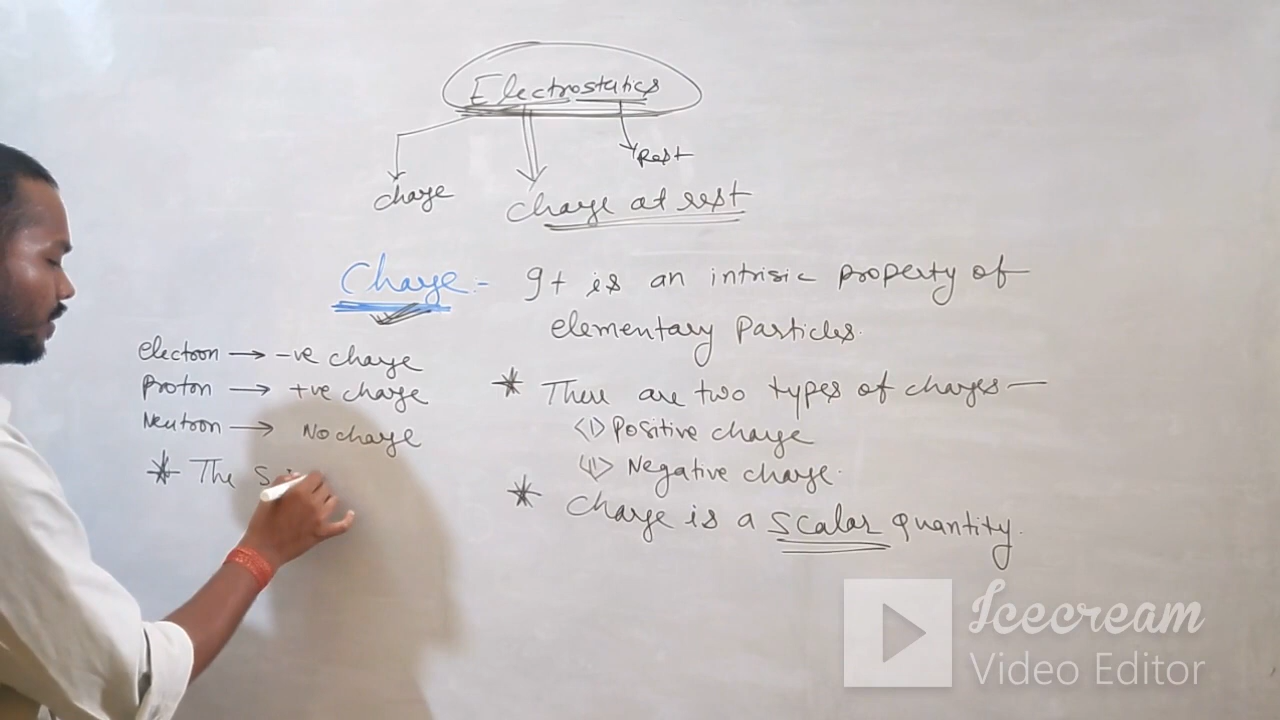 Electrostatics
Rest
charge
Charge at rest
Charge:- It is an intrisic property of
elementary Particles.
Electron → -ve charge
Proton → +ve charge
Neutron → No charge
* The
* There are two types of charges—
<I> Positive charge
<II> Negative charge.
* Charge is a scalar quantity.
Icecream
Video Editor